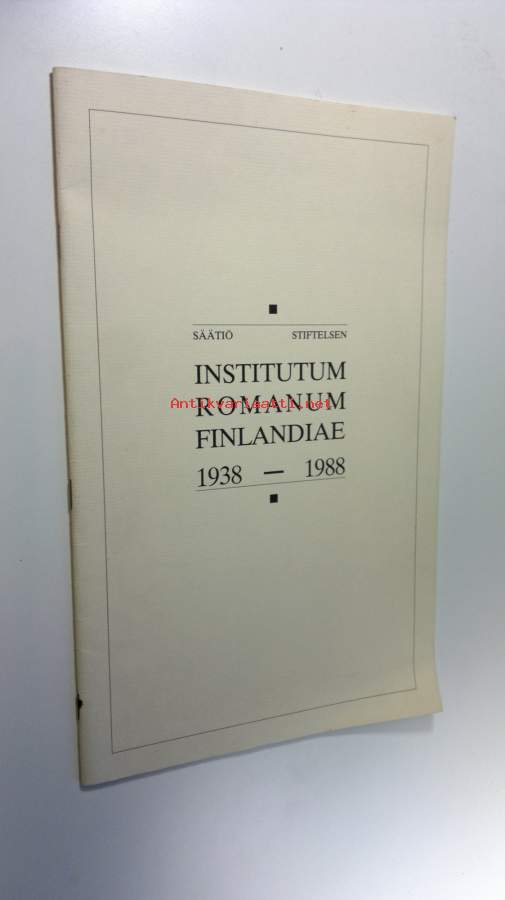 SÄÄTIÖ STIFTELSEN
INSTITUTUM
ROMANUM
Antikvariaatti.net
FINLANDIAE
1938 — 1988